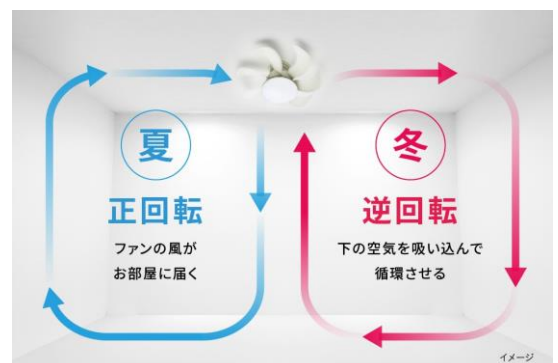 夏
正回転
ファンの風が
お部屋に届く
冬
逆回転
下の空気を吸い込んで
循環させる
イメージ